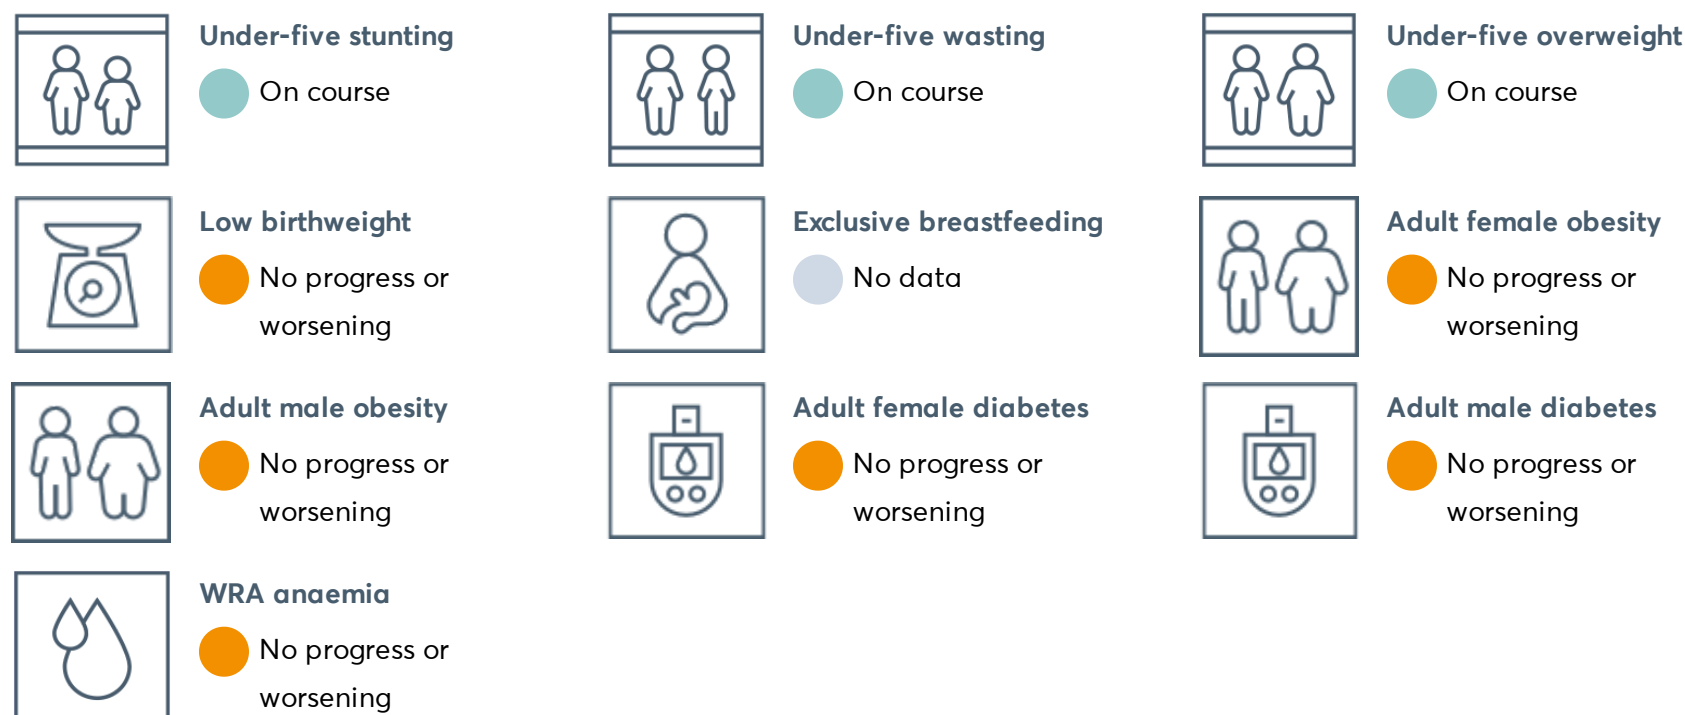 Under-five stunting
On course
Under-five wasting
On course
Under-five overweight
On course
Low birthweight
No progress or
worsening
Exclusive breastfeeding
No data
Adult female obesity
No progress or
worsening
Adult male obesity
No progress or
worsening
Adult female diabetes
No progress or
worsening
Adult male diabetes
No progress or
worsening
WRA anaemia
No progress or
worsening